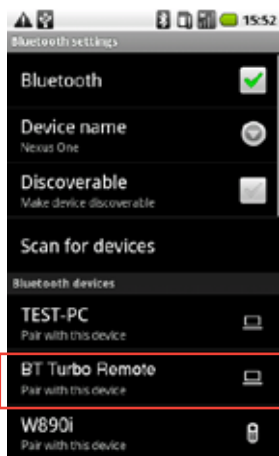 15:52
Bluetooth settings
Bluetooth
Device name
Nexus One
Discoverable
Make device discoverable
Scan for devices
Bluetooth devices
TEST-PC
Pair with this device
BT Turbo Remote
Pair with this device
W890i
Pair with this device